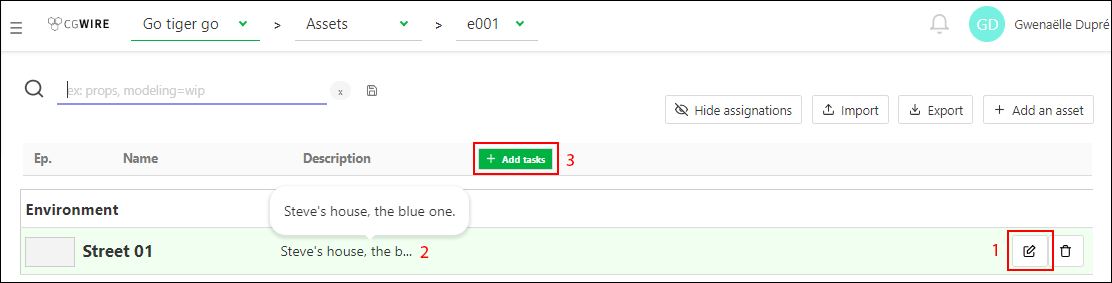 CGWIRE Go tiger go > Assets > e001 GD Gwenaëlle Dupré
ex: props, modeling=wip x
Hide assignations Import Export + Add an asset
Ep. Name Description + Add tasks 3
Steve's house, the blue one.
Environment
Street 01 Steve's house, the b... 2 1